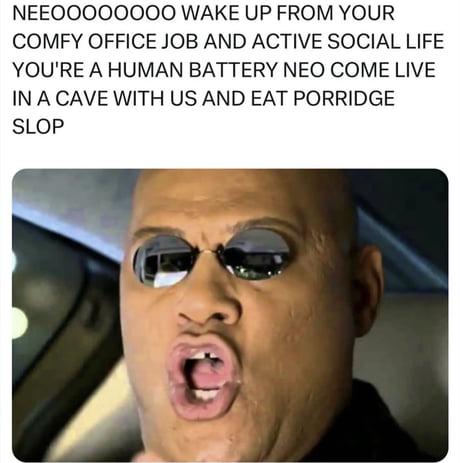 NEEOOOOOOOO WAKE UP FROM YOUR
COMFY OFFICE JOB AND ACTIVE SOCIAL LIFE
YOU'RE A HUMAN BATTERY NEO COME LIVE
IN A CAVE WITH US AND EAT PORRIDGE
SLOP